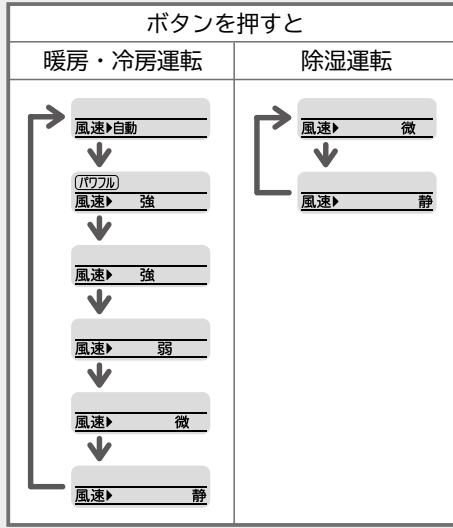 ボタンを押すと
暖房・冷房運転
風速▶自動
パワフル
風速▶ 強
風速▶ 強
風速▶ 弱
風速▶ 微
風速▶ 静
除湿運転
風速▶ 微
風速▶ 静